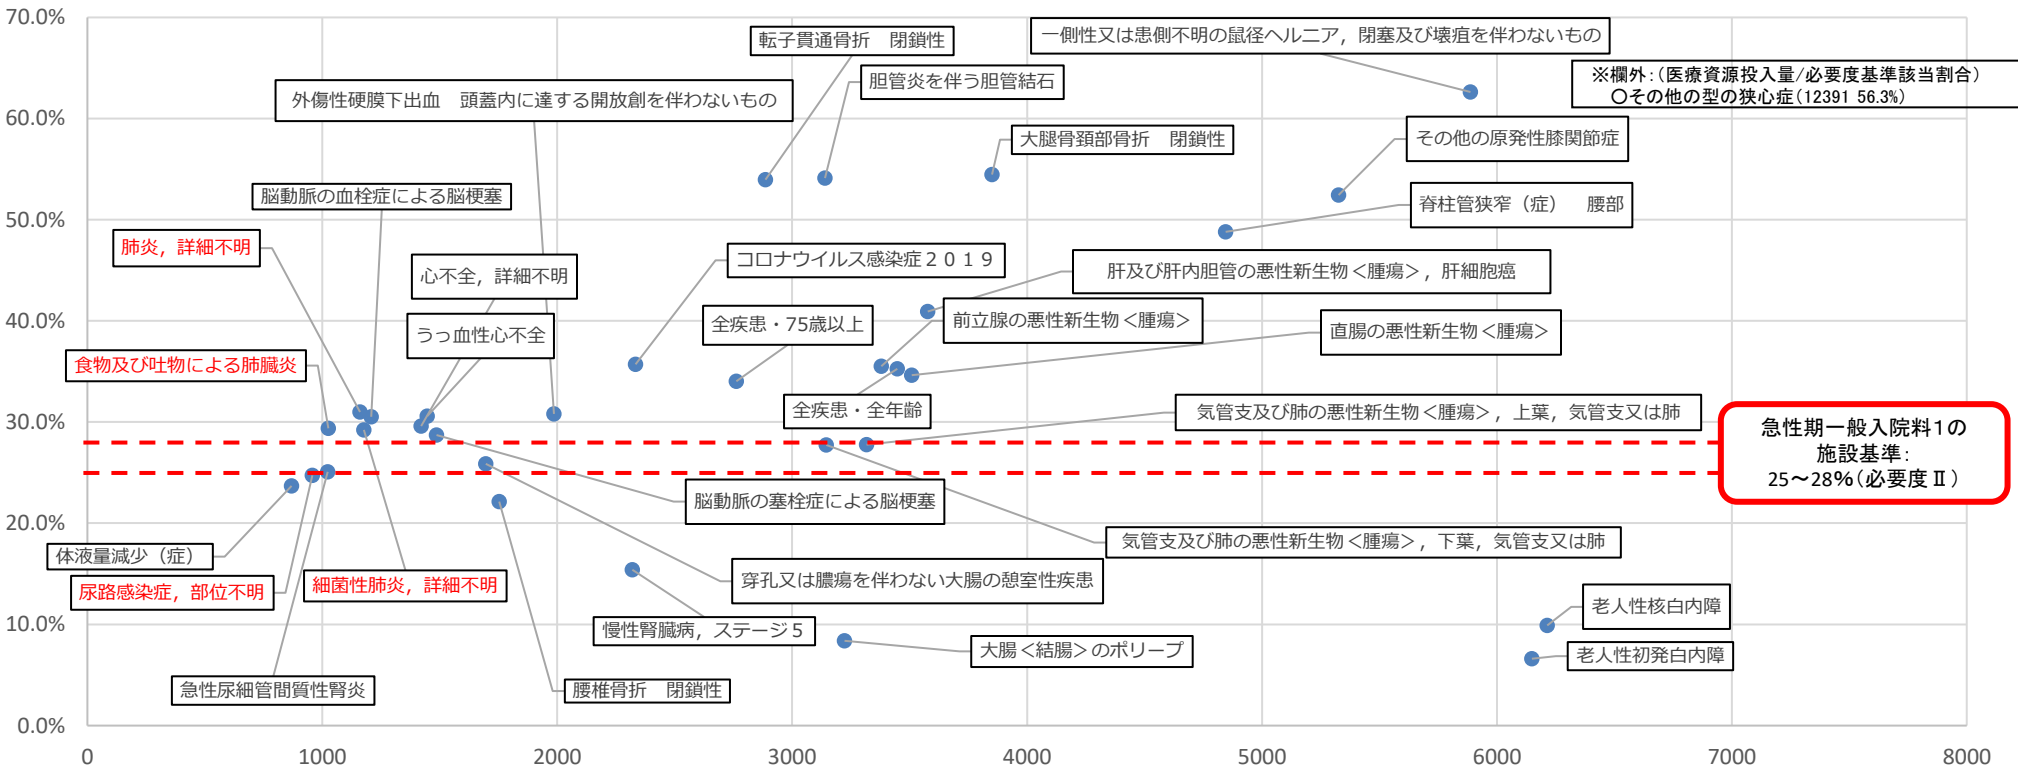 70.0%
60.0%
50.0%
40.0%
30.0%
20.0%
10.0%
0.0%
0
1000
2000
3000
4000
5000
6000
7000
8000
転子貫通骨折　閉鎖性
一側性又は患側不明の鼠径ヘルニア，閉塞及び壊疽を伴わないもの
※欄外：（医療資源投入量/必要度基準該当割合）
〇その他の型の狭心症（12391 56.3%）
胆管炎を伴う胆管結石
外傷性硬膜下出血　頭蓋内に達する開放創を伴わないもの
大腿骨頚部骨折　閉鎖性
その他の原発性膝関節症
脳動脈の血栓症による脳梗塞
脊柱管狭窄（症）　腰部
肺炎，詳細不明
心不全，詳細不明
コロナウイルス感染症２０１９
肝及び肝内胆管の悪性新生物＜腫瘍＞，肝細胞癌
うっ血性心不全
全疾患・75歳以上
前立腺の悪性新生物＜腫瘍＞
直腸の悪性新生物＜腫瘍＞
食物及び吐物による肺臓炎
全疾患・全年齢
気管支及び肺の悪性新生物＜腫瘍＞，上葉，気管支又は肺
急性期一般入院料1の
施設基準：
25～28%（必要度Ⅱ）
脳動脈の塞栓症による脳梗塞
体液量減少（症）
気管支及び肺の悪性新生物＜腫瘍＞，下葉，気管支又は肺
尿路感染症，部位不明
細菌性肺炎，詳細不明
穿孔又は膿瘍を伴わない大腸の憩室性疾患
老人性核白内障
慢性腎臓病，ステージ５
大腸＜結腸＞のポリープ
老人性初発白内障
急性尿細管間質性腎炎
腰椎骨折　閉鎖性